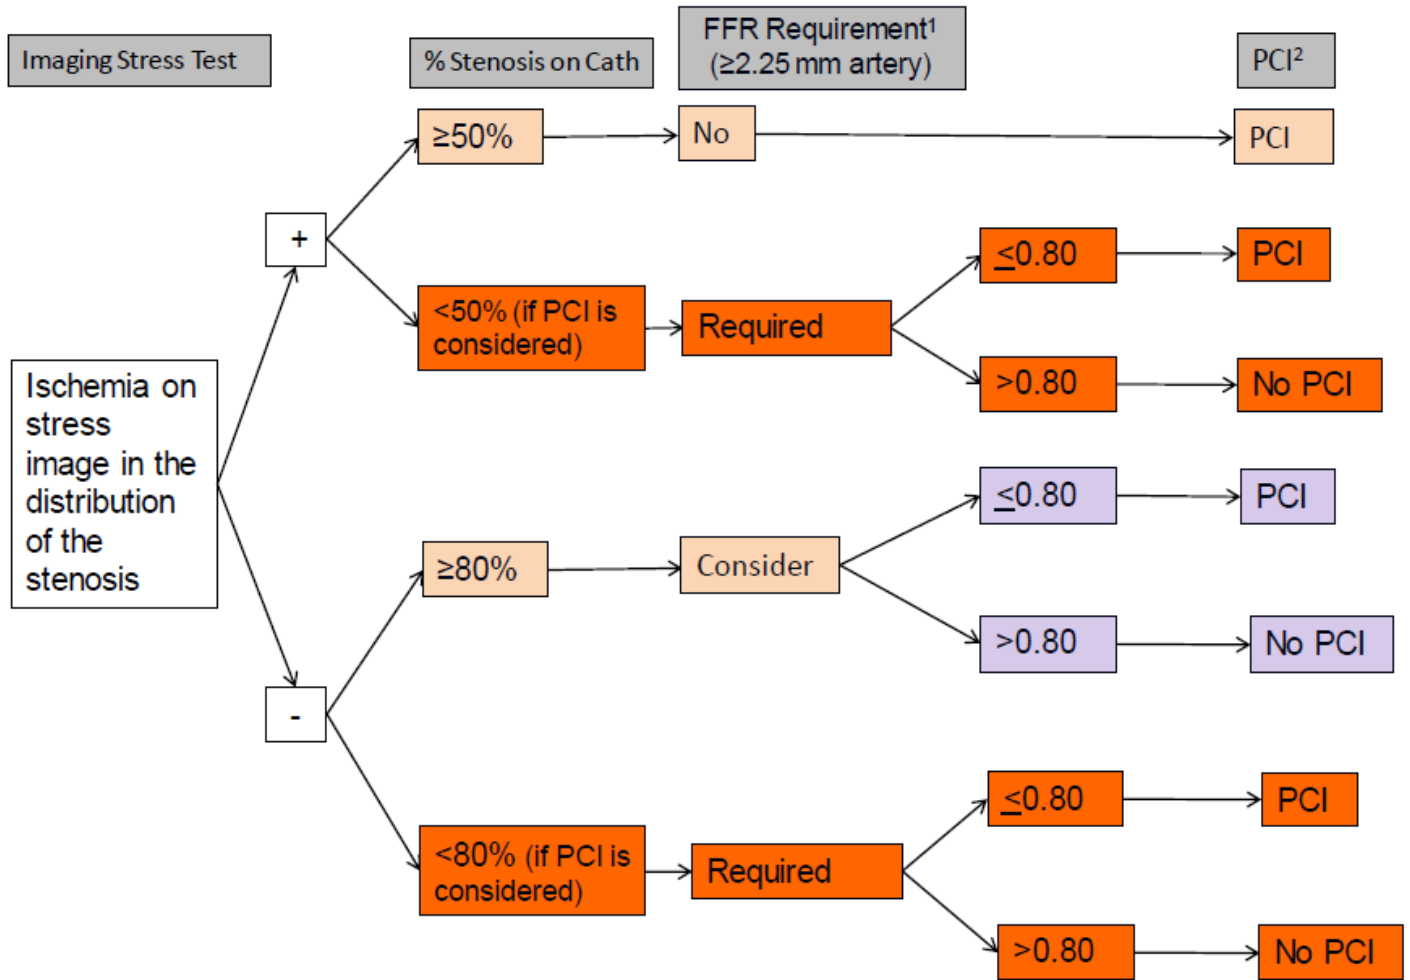 Imaging Stress Test
% Stenosis on Cath
FFR Requirement¹
(≥2.25 mm artery)
PCI²
≥50%
No
PCI
+
<50% (if PCI is
considered)
Required
≤0.80
PCI
>0.80
No PCI
Ischemia on
stress
image in the
distribution
of the
stenosis
-
≥80%
Consider
≤0.80
PCI
>0.80
No PCI
<80% (if PCI is
considered)
Required
≤0.80
PCI
>0.80
No PCI